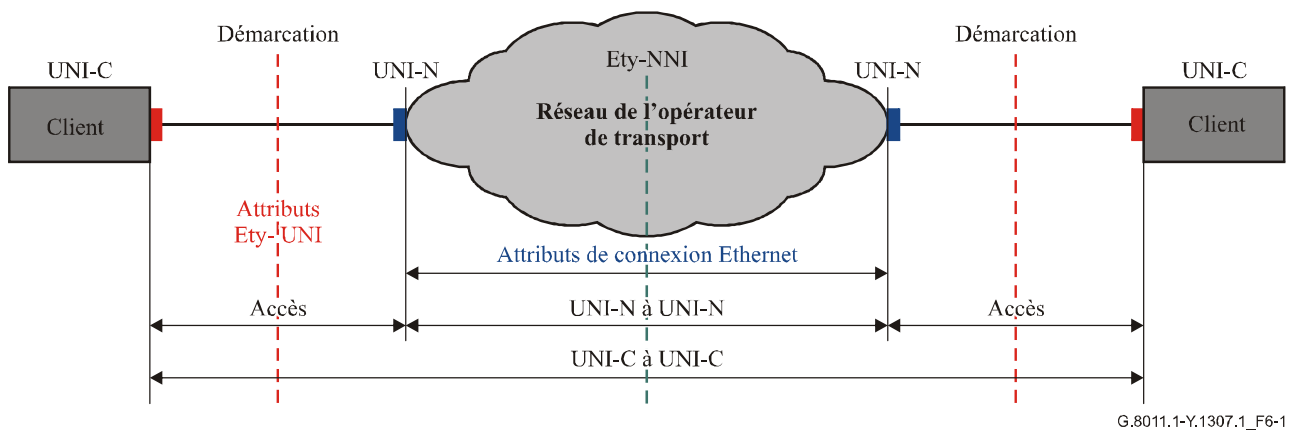 Démarcation
Démarcation
UNI-C
UNI-N
Ety-NNI
UNI-N
UNI-C
Client
Réseau de l'opérateur
de transport
Client
Attributs
Ety- UNI
Attributs de connexion Ethernet
Accès
UNI-N à UNI-N
Accès
UNI-C à UNI-C
G.8011.1-Y.1307.1_F6-1